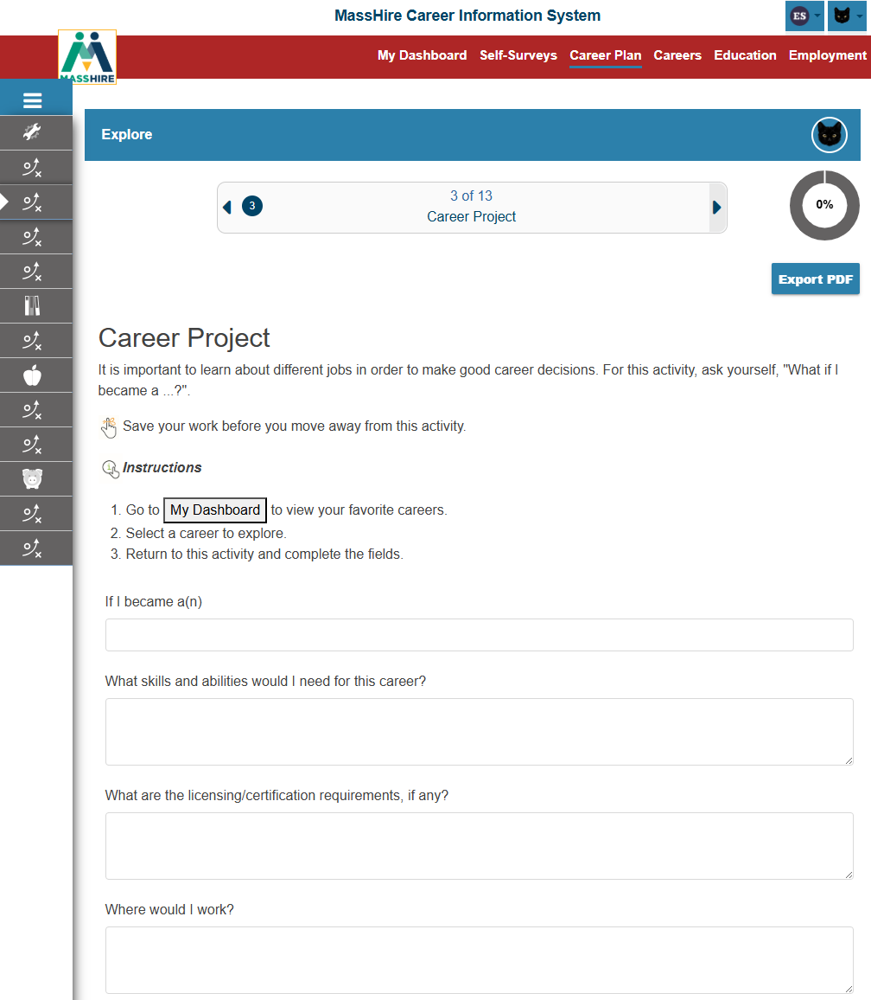 MassHire Career Information System
ES
MASSHIRE
My Dashboard Self-Surveys Career Plan Careers Education Employment
Explore
3
3 of 13
Career Project
0%
Export PDF
Career Project
It is important to learn about different jobs in order to make good career decisions. For this activity, ask yourself, "What if I
became a ...?".
Save your work before you move away from this activity.
Instructions
1. Go to My Dashboard to view your favorite careers.
2. Select a career to explore.
3. Return to this activity and complete the fields.
If I became a(n)
What skills and abilities would I need for this career?
What are the licensing/certification requirements, if any?
Where would I work?